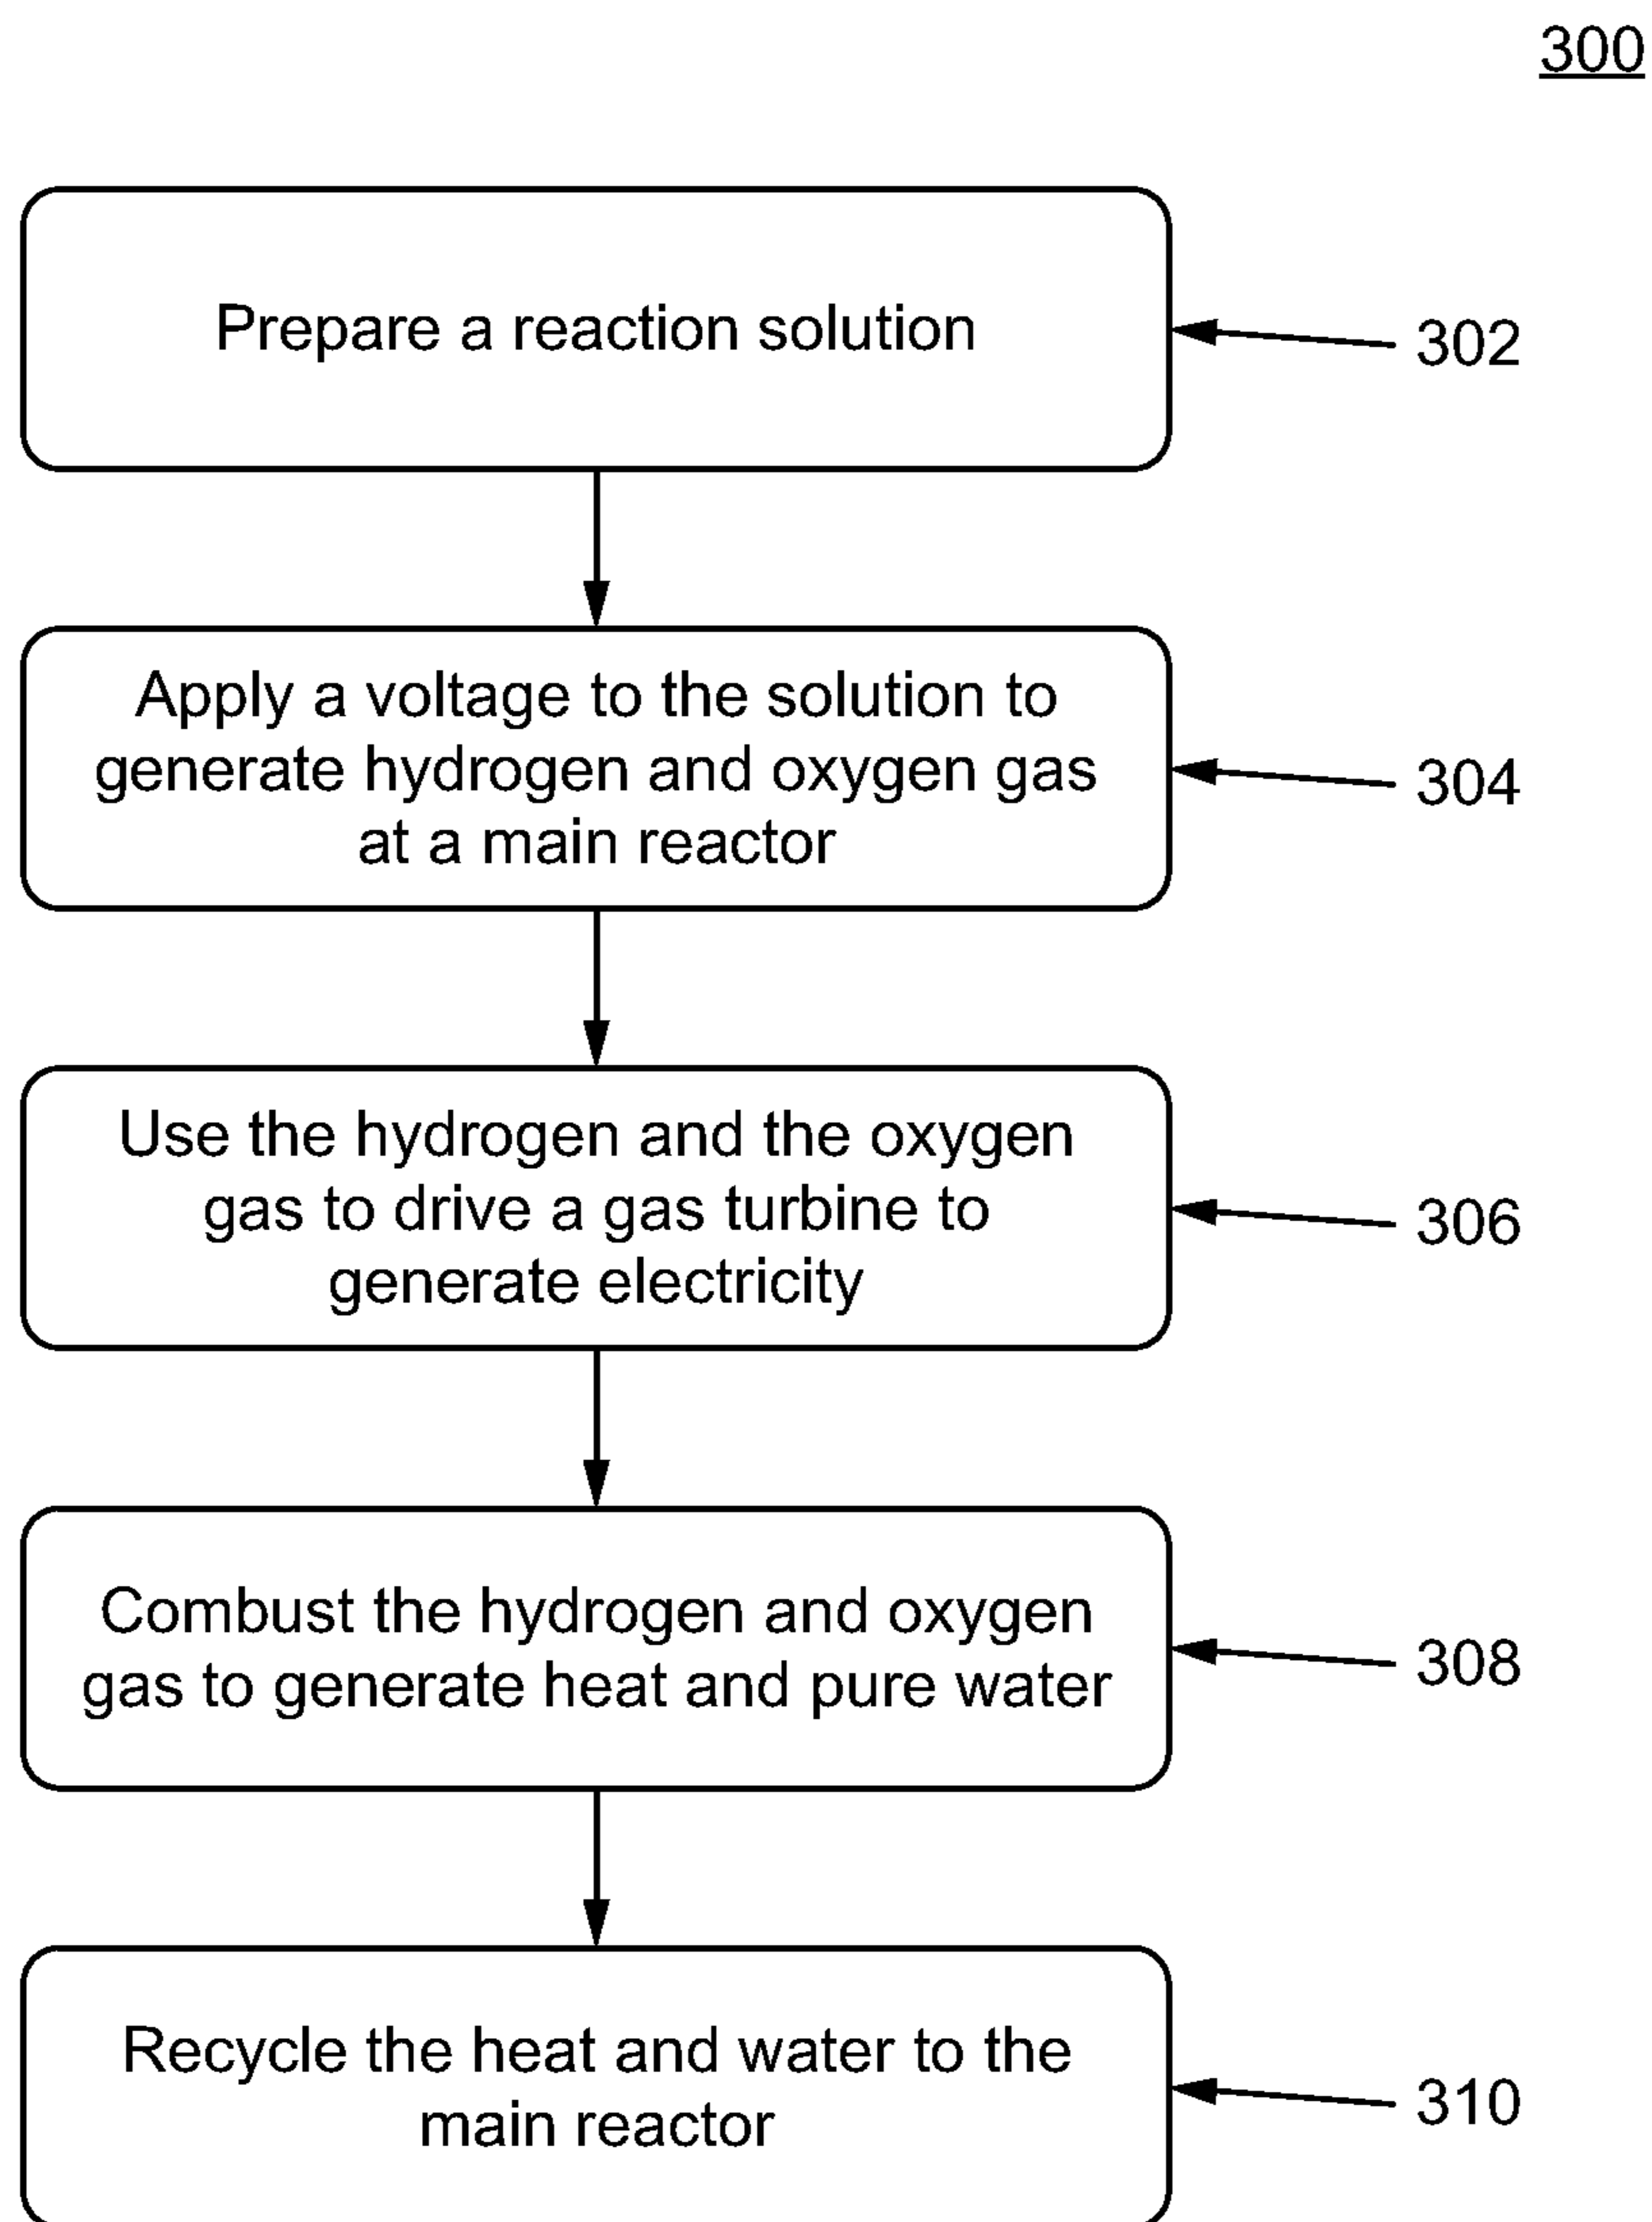 300
Prepare a reaction solution
302
Apply a voltage to the solution to
generate hydrogen and oxygen gas
at a main reactor
304
Use the hydrogen and the oxygen
gas to drive a gas turbine to
generate electricity
306
Combust the hydrogen and oxygen
gas to generate heat and pure water
308
Recycle the heat and water to the
main reactor
310